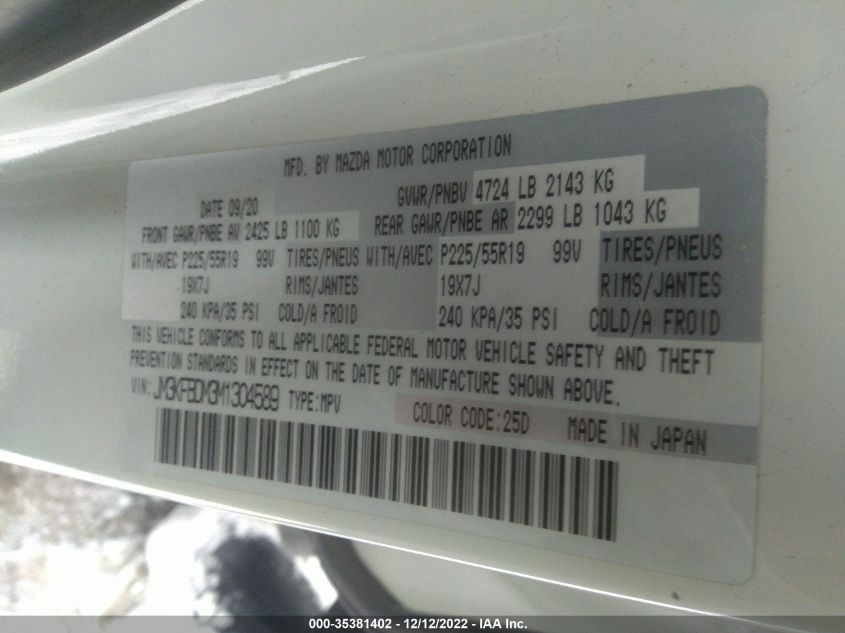 MFD. BY MAZDA MOTOR CORPORATION
DATE 09/20 GVWR/PNBV 4724 LB 2143 KG
FRONT GAWR/PNBE AV 2425 LB 1100 KG REAR GAWR/PNBE AR 2299 LB 1043 KG
WITH/AVEC P225/55R19 99V TIRES/PNEUS WITH/AVEC P225/55R19 99V TIRES/PNEUS
19X7J RIMS/JANTES 19X7J RIMS/JANTES
240 KPA/35 PSI COLD/A FROID 240 KPA/35 PSI COLD/A FROID
THIS VEHICLE CONFORMS TO ALL APPLICABLE FEDERAL MOTOR VEHICLE SAFETY AND THEFT
PREVENTION STANDARDS IN EFFECT ON THE DATE OF MANUFACTURE SHOWN ABOVE.
VIN: JM3KFBDM3M1304589 TYPE:MPV
COLOR CODE:25D MADE IN JAPAN
000-35381402 - 12/12/2022 - IAA Inc.